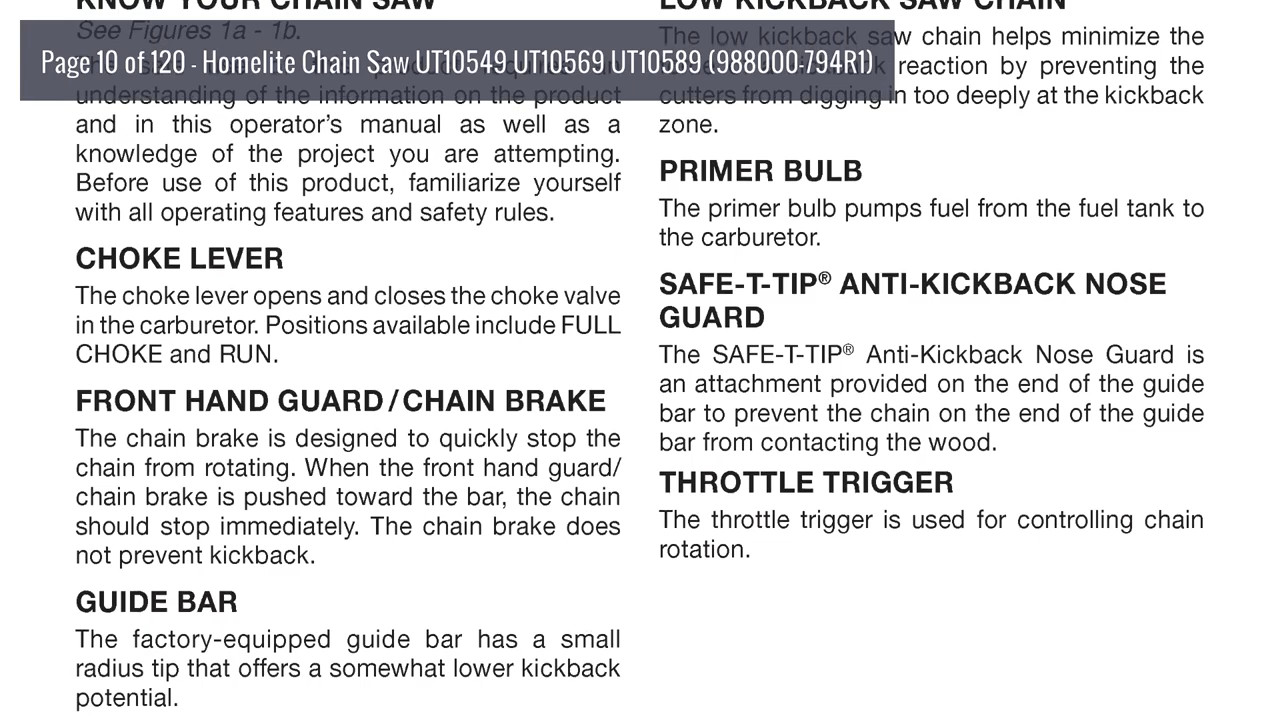 KNOW YOUR CHAIN SAW
See Figures 1a - 1b.
Page 10 of 120 - Homelite Chain Saw UT10549 UT10569 UT10589 (988000-794R1)
understanding of the information on the product
and in this operator's manual as well as a
knowledge of the project you are attempting.
Before use of this product, familiarize yourself
with all operating features and safety rules.
CHOKE LEVER
The choke lever opens and closes the choke valve
in the carburetor. Positions available include FULL
CHOKE and RUN.
FRONT HAND GUARD / CHAIN BRAKE
The chain brake is designed to quickly stop the
chain from rotating. When the front hand guard/
chain brake is pushed toward the bar, the chain
should stop immediately. The chain brake does
not prevent kickback.
GUIDE BAR
The factory-equipped guide bar has a small
radius tip that offers a somewhat lower kickback
potential.
LOW KICKBACK SAW CHAIN
The low kickback saw chain helps minimize the
reaction by preventing the
cutters from digging in too deeply at the kickback
zone.
PRIMER BULB
The primer bulb pumps fuel from the fuel tank to
the carburetor.
SAFE-T-TIP® ANTI-KICKBACK NOSE
GUARD
The SAFE-T-TIP® Anti-Kickback Nose Guard is
an attachment provided on the end of the guide
bar to prevent the chain on the end of the guide
bar from contacting the wood.
THROTTLE TRIGGER
The throttle trigger is used for controlling chain
rotation.